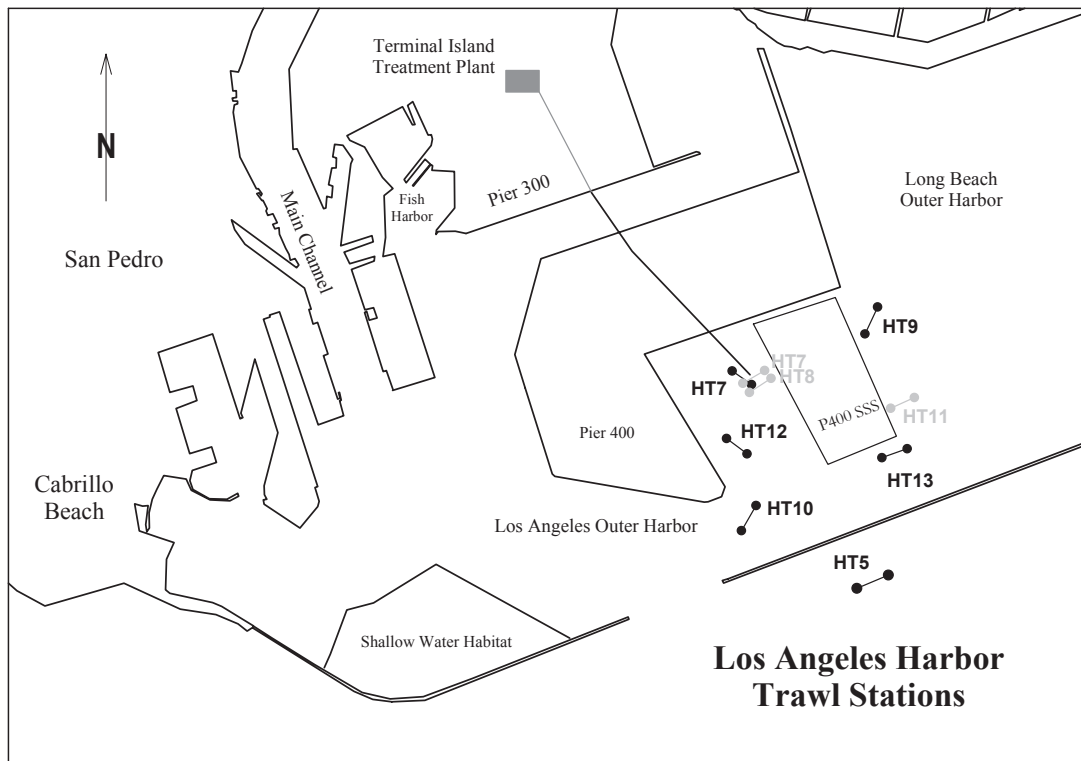 Terminal Island
Treatment Plant
N
Pier 300
Fish
Harbor
Main Channel
Long Beach
Outer Harbor
San Pedro
HT9
HT7
HT7
HT8
HT11
P400 SSS
Pier 400
HT12
HT13
Cabrillo
Beach
Los Angeles Outer Harbor
HT10
HT5
Shallow Water Habitat
Los Angeles Harbor
Trawl Stations